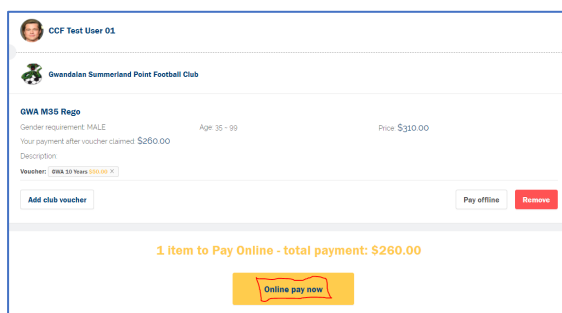 CCF Test User 01
Gwandalan Summerland Point Football Club
GWA M35 Rego
Gender requirement: MALE Age: 35 - 99 Price: $310.00
Your payment after voucher claimed: $260.00
Description:
Voucher: GWA 10 Years $50.00 ×
Add club voucher Pay offline Remove
1 item to Pay Online - total payment: $260.00
Online pay now